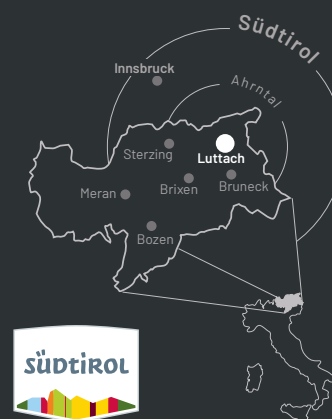 Südtirol
Innsbruck
Ahrntal
Sterzing
Luttach
Meran
Brixen
Bruneck
Bozen
SÜDTIROL